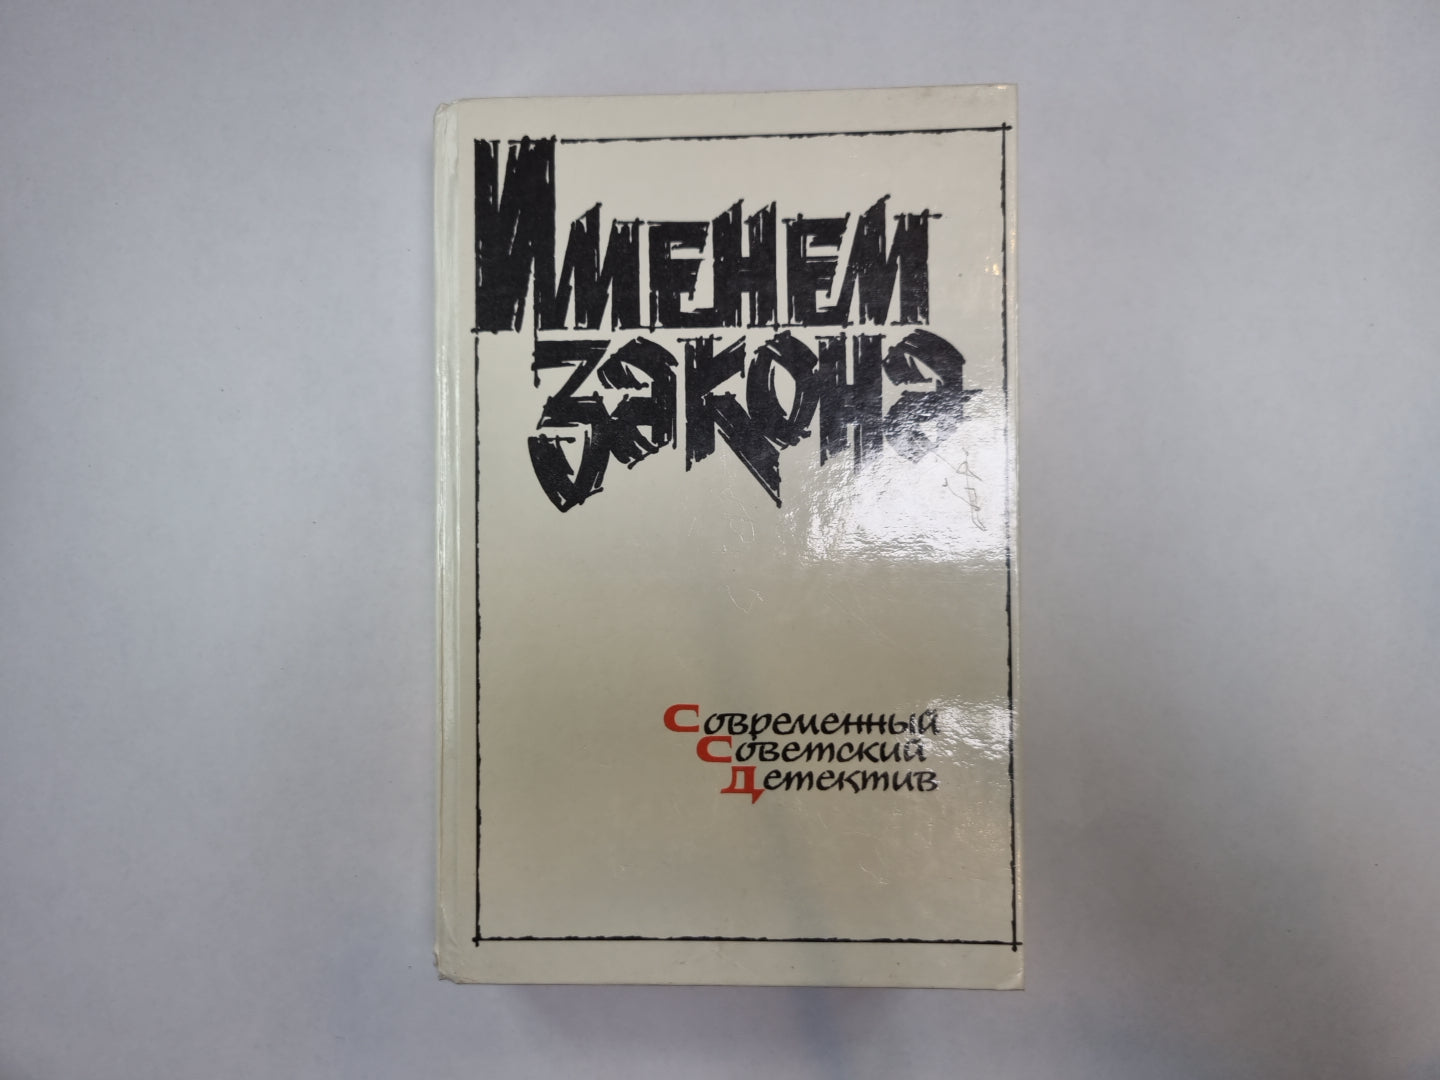 Именем
закона
Современный
Советский
Детектив